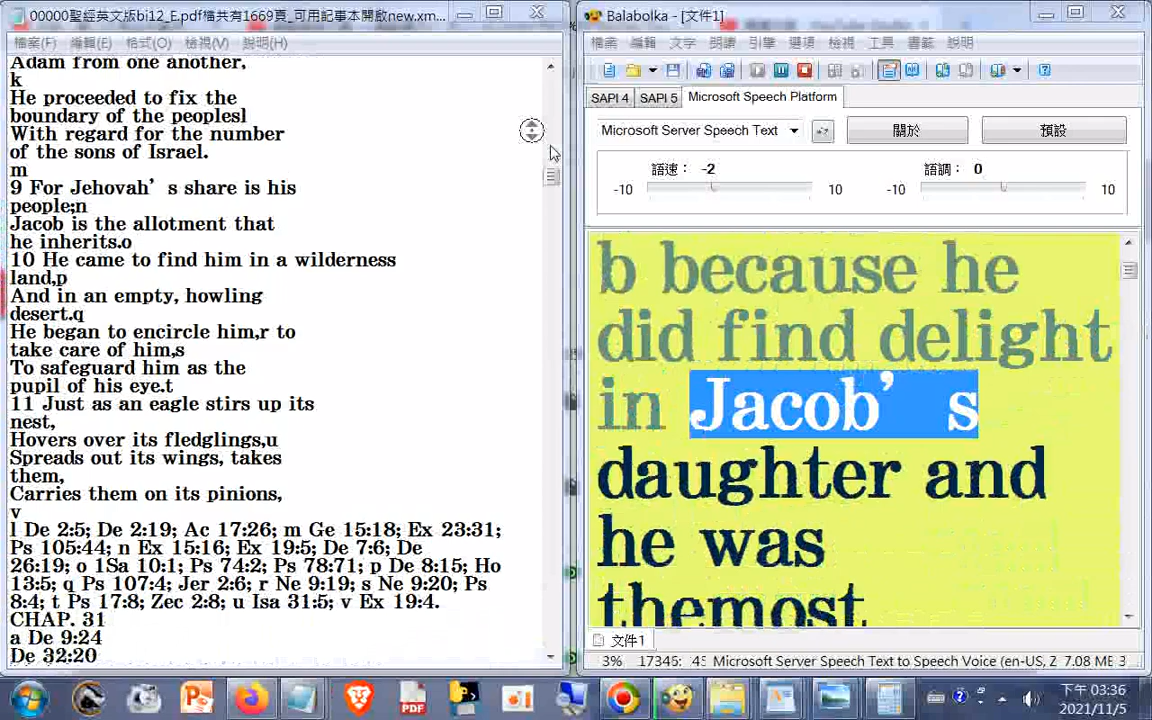 00000聖經英文版bi12_E.pdf檔共有1669頁_可用記事本開啟new.xm...
檔案(F) 編輯(E) 格式(O) 檢視(V) 說明(H)
Adam from one another,
k
He proceeded to fix the
boundary of the peoplesl
With regard for the number
of the sons of Israel.
m
9 For Jehovah’s share is his
people;n
Jacob is the allotment that
he inherits.o
10 He came to find him in a wilderness
land,p
And in an empty, howling
desert.q
He began to encircle him,r to
take care of him,s
To safeguard him as the
pupil of his eye.t
11 Just as an eagle stirs up its
nest,
Hovers over its fledglings,u
Spreads out its wings, takes
them,
Carries them on its pinions,
v
l De 2:5; De 2:19; Ac 17:26; m Ge 15:18; Ex 23:31;
Ps 105:44; n Ex 15:16; Ex 19:5; De 7:6; De
26:19; o 1Sa 10:1; Ps 74:2; Ps 78:71; p De 8:15; Ho
13:5; q Ps 107:4; Jer 2:6; r Ne 9:19; s Ne 9:20; Ps
8:4; t Ps 17:8; Zec 2:8; u Isa 31:5; v Ex 19:4.
CHAP. 31
a De 9:24
De 32:20
Balabolka - [文件1]
檔案 編輯 文字 朗讀 引擎 選項 檢視 工具 書籤 說明
SAPI 4 SAPI 5 Microsoft Speech Platform
Microsoft Server Speech Text 關於 預設
語速： -2 語調： 0
-10 10 -10 10
b because he
did find delight
in Jacob’s
daughter and
he was
themost
文件1
3% 17345: Microsoft Server Speech Text to Speech Voice (en-US, 7.08 MB
PDF
下午 03:36
2021/11/5